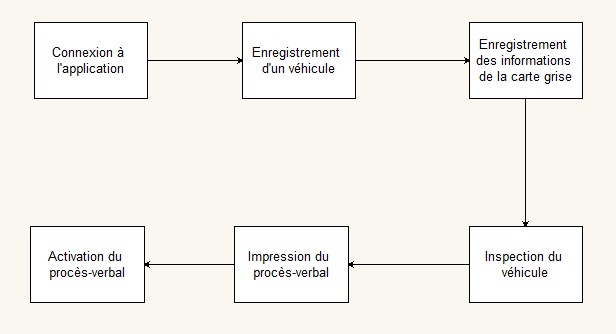 Connexion à
l'application
Enregistrement
d'un véhicule
Enregistrement
des informations
de la carte grise
Inspection du
véhicule
Impression du
procès-verbal
Activation du
procès-verbal